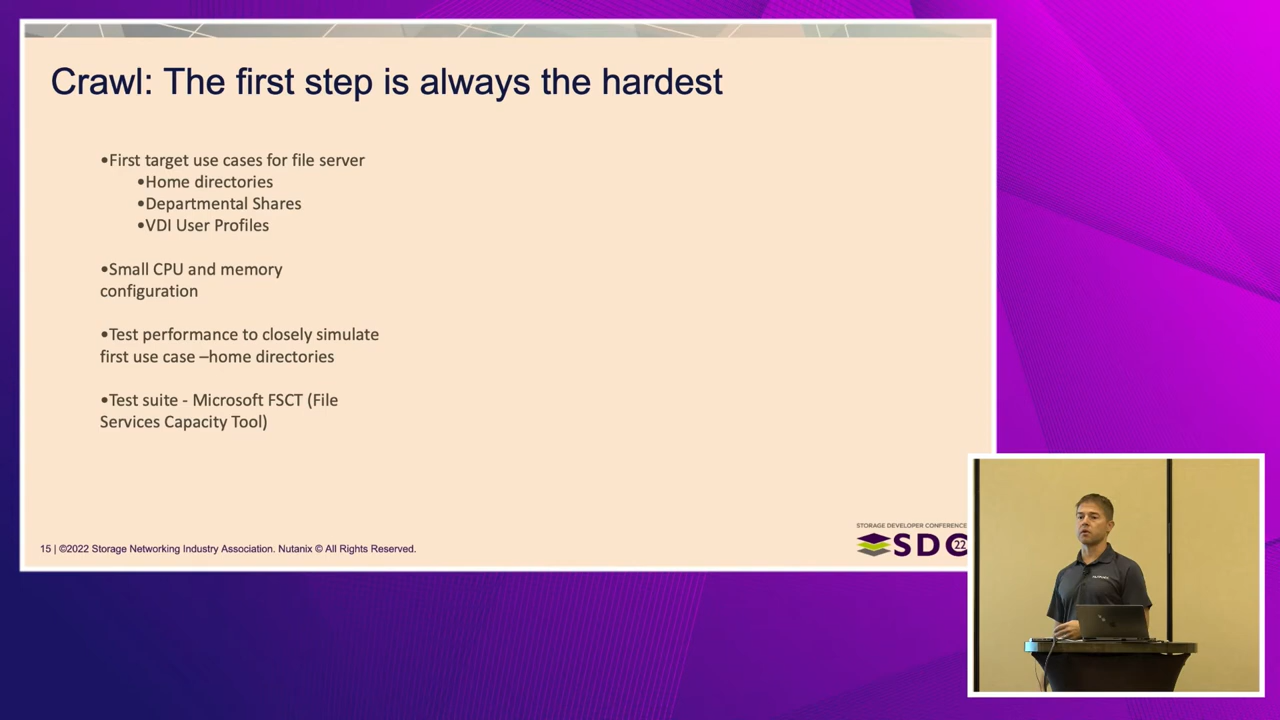 Crawl: The first step is always the hardest
•First target use cases for file server
•Home directories
•Departmental Shares
•VDI User Profiles
•Small CPU and memory
configuration
•Test performance to closely simulate
first use case –home directories
•Test suite - Microsoft FSCT (File
Services Capacity Tool)
15 | ©2022 Storage Networking Industry Association. Nutanix © All Rights Reserved.
STORAGE DEVELOPER CONFERENCE
SDC 22